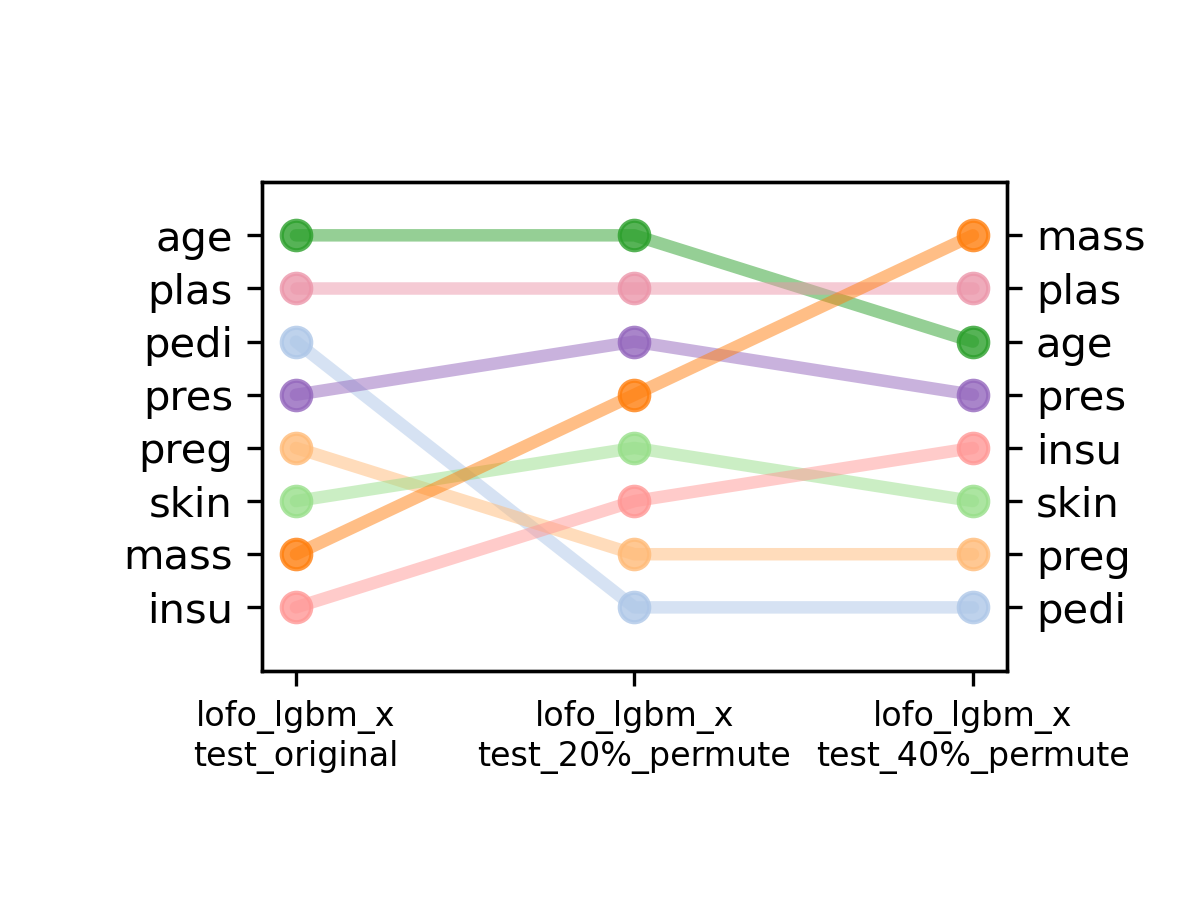 age
plas
pedi
pres
preg
skin
mass
insu
mass
plas
age
pres
insu
skin
preg
pedi
lofo_lgbm_x
test_original
lofo_lgbm_x
test_20%_permute
lofo_lgbm_x
test_40%_permute